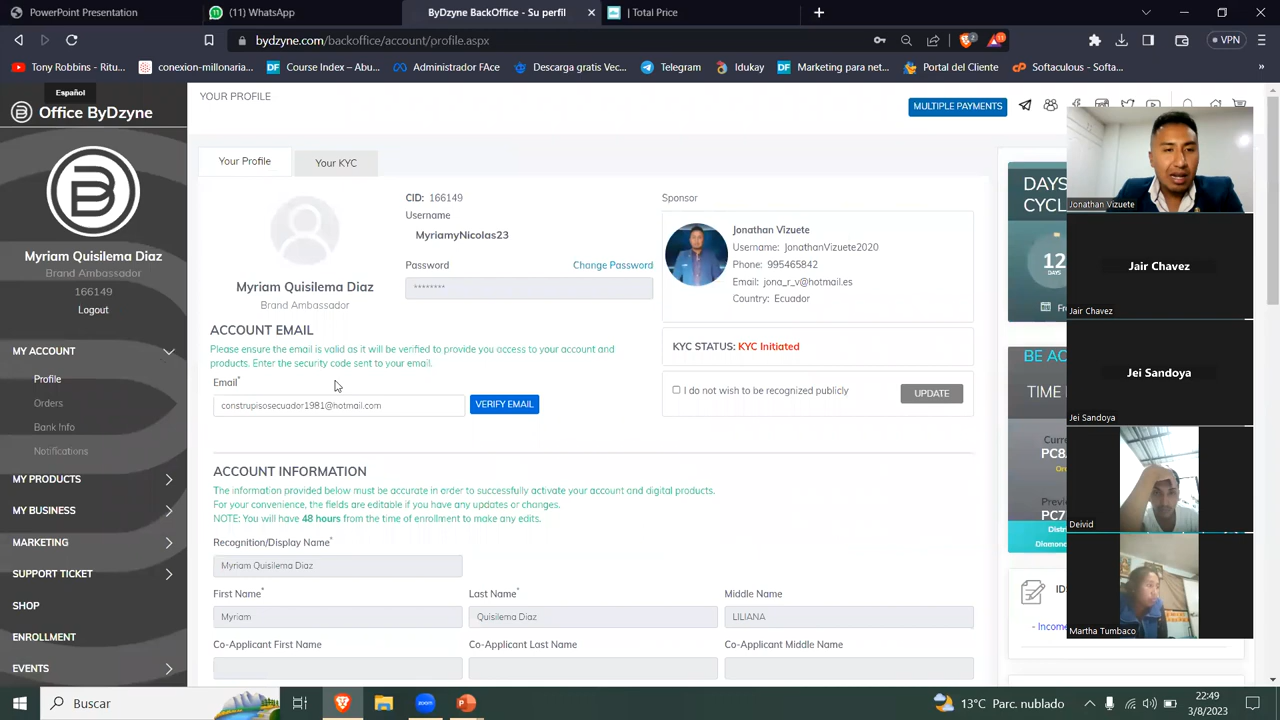 PowerPoint Presentation
(11) WhatsApp
ByDzyne BackOffice - Su perfil
| Total Price
bydzyne.com/backoffice/account/profile.aspx
2
11
VPN
Tony Robbins - Ritu...
conexion-millonaria...
Course Index – Abu...
Administrador FAce
Descarga gratis Vec...
Telegram
Idukay
Marketing para net...
Portal del Cliente
Softaculous - Softa...
»
Español
Office ByDzyne
Myriam Quisilema Diaz
Brand Ambassador
166149
Logout
MY ACCOUNT
Profile
Orders
Bank Info
Notifications
MY PRODUCTS
MY BUSINESS
MARKETING
SUPPORT TICKET
SHOP
ENROLLMENT
EVENTS
YOUR PROFILE
MULTIPLE PAYMENTS
Your Profile
Your KYC
Myriam Quisilema Diaz
Brand Ambassador
CID: 166149
Username
MyriamyNicolas23
Password
Change Password
********
Sponsor
Jonathan Vizuete
Username: JonathanVizuete2020
Phone: 995465842
Email: jona_r_v@hotmail.es
Country: Ecuador
KYC STATUS: KYC Initiated
I do not wish to be recognized publicly
UPDATE
ACCOUNT EMAIL
Please ensure the email is valid as it will be verified to provide you access to your account and
products. Enter the security code sent to your email.
Email*
construpisosecuador1981@hotmail.com
VERIFY EMAIL
ACCOUNT INFORMATION
The information provided below must be accurate in order to successfully activate your account and digital products.
For your convenience, the fields are editable if you have any updates or changes.
NOTE: You will have 48 hours from the time of enrollment to make any edits.
Recognition/Display Name*
Myriam Quisilema Diaz
First Name*
Last Name*
Middle Name
Myriam
Quisilema Diaz
LILIANA
Co-Applicant First Name
Co-Applicant Last Name
Co-Applicant Middle Name
DAYS
CYCL
12
DAYS
BE AC
TIME
Curre
PC8
Previ
PC7
Diamon
- Income
Jonathan Vizuete
Jair Chavez
Jair Chavez
Jei Sandoya
Jei Sandoya
Deivid
Martha Tumbaco
Buscar
zoom
13°C Parc. nublado
22:49
3/8/2023